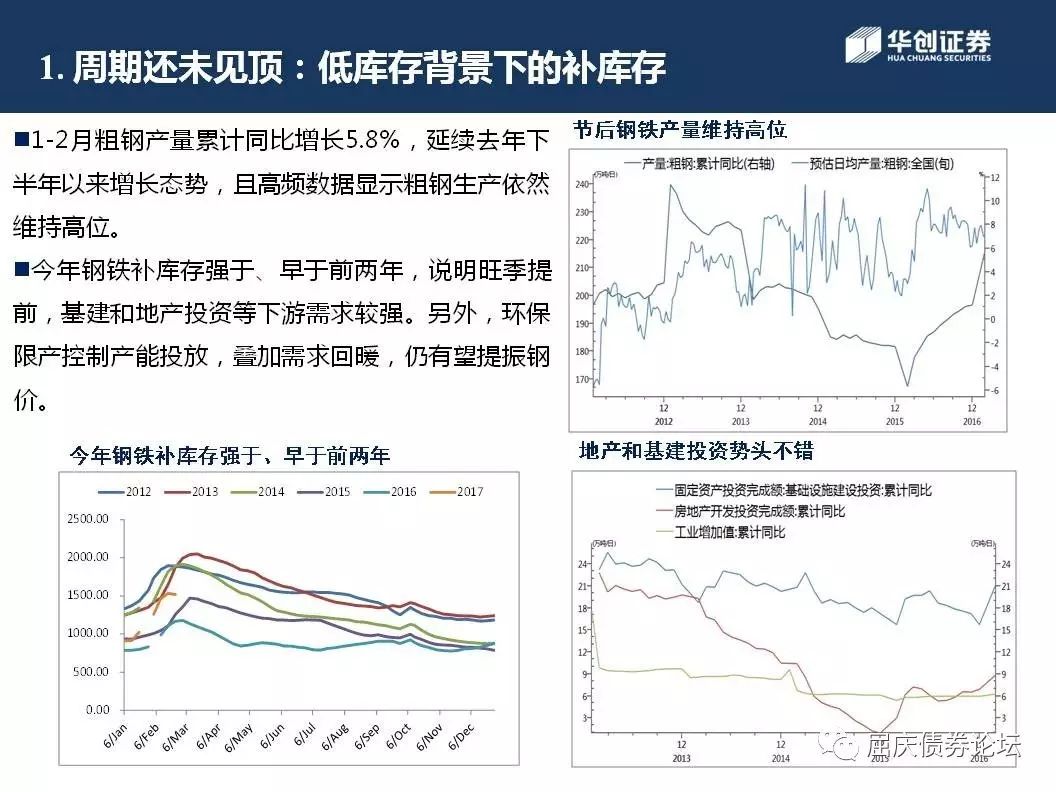 1. 周期还未见顶：低库存背景下的补库存
华创证券
HUA CHUANG SECURITIES
■1-2月粗钢产量累计同比增长5.8%，延续去年下
半年以来增长态势，且高频数据显示粗钢生产依然
维持高位。
■今年钢铁补库存强于、早于前两年，说明旺季提
前，基建和地产投资等下游需求较强。另外，环保
限产控制产能投放，叠加需求回暖，仍有望提振钢
价。
节后钢铁产量维持高位
产量:粗钢:累计同比(右轴) 预估日均产量:粗钢:全国(旬)
(万吨/日) %
240 12
230 10
220 8
210 6
200 4
190 2
180 0
170 -2
-4
-6
12 12 12 12 12
2012 2013 2014 2015 2016
今年钢铁补库存强于、早于前两年
2012 2013 2014 2015 2016 2017
2500.00
2000.00
1500.00
1000.00
500.00
0.00
6/Jan 6/Feb 6/Mar 6/Apr 6/May 6/Jun 6/Jul 6/Aug 6/Sep 6/Oct 6/Nov 6/Dec
地产和基建投资势头不错
固定资产投资完成额:基础设施建设投资:累计同比
房地产开发投资完成额:累计同比
工业增加值:累计同比
(万吨/日) (万吨/日)
24 24
21 21
18 18
15 15
12 12
9 9
6 6
3 3
12 12 12 12
2013 2014 2015 2016
屈庆债券论坛